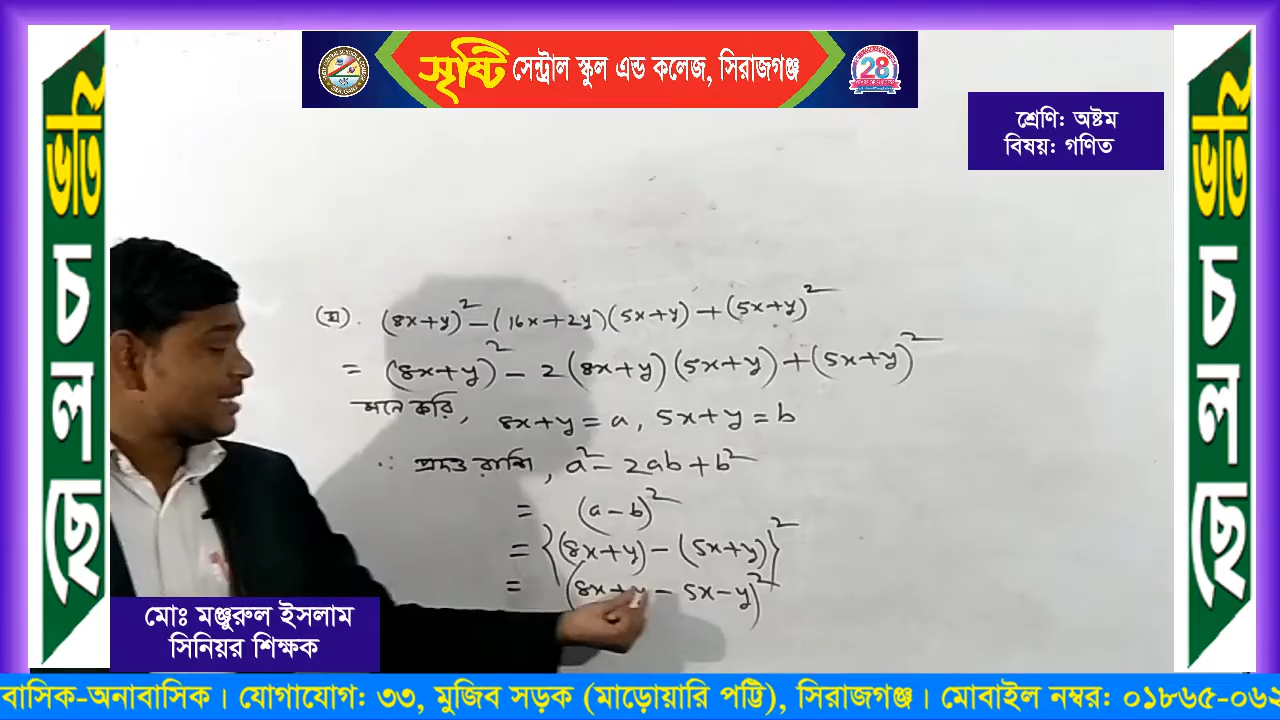 সৃষ্টি সেন্ট্রাল স্কুল এন্ড কলেজ, সিরাজগঞ্জ
28
শ্রেণি: অষ্টম
বিষয়: গণিত
ভর্তি চলছে
ভর্তি চলছে
(ঘ). (8x+y)² - (16x+2y)(5x+y) + (5x+y)²
= (8x+y)² - 2(8x+y)(5x+y) + (5x+y)²
মনে করি, 8x+y = a, 5x+y = b
∴ প্রদত্ত রাশি, a² - 2ab + b²
= (a - b)²
= {(8x+y) - (5x+y)}²
= (8x+y - 5x - y)²
মোঃ মঞ্জুরুল ইসলাম
সিনিয়র শিক্ষক
বাসিক-অনাবাসিক। যোগাযোগ: ৩৩, মুজিব সড়ক (মাড়োয়ারি পট্টি), সিরাজগঞ্জ। মোবাইল নম্বর: ০১৮৬৫-০৬২